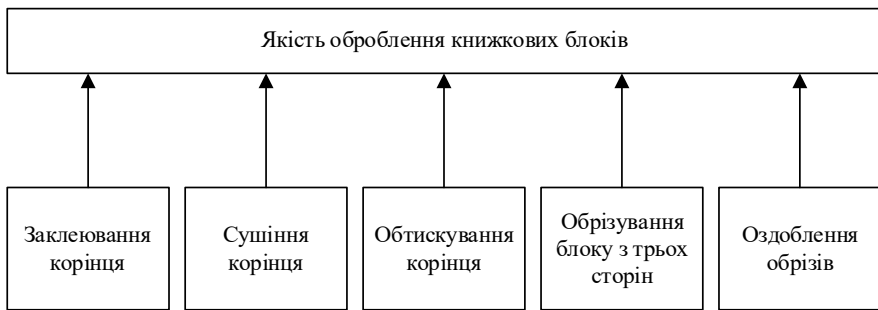 Якість оброблення книжкових блоків
Заклеювання
корінця
Сушіння
корінця
Обтискування
корінця
Обрізування
блоку з трьох
сторін
Оздоблення
обрізів